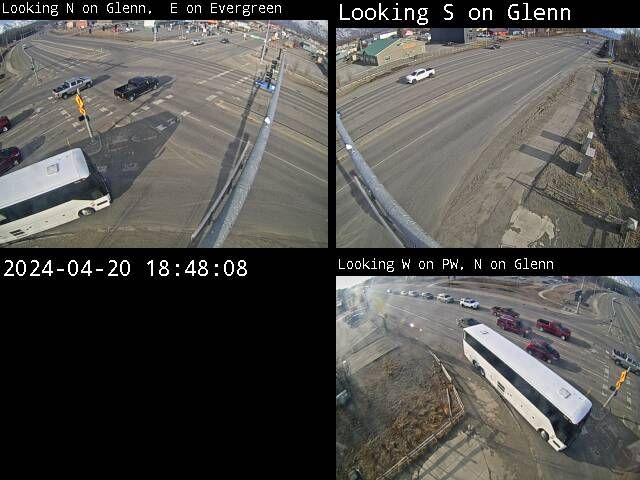 Looking N on Glenn,  E on Evergreen
Looking S on Glenn
2024-04-20 18:48:08
Looking W on PW, N on Glenn